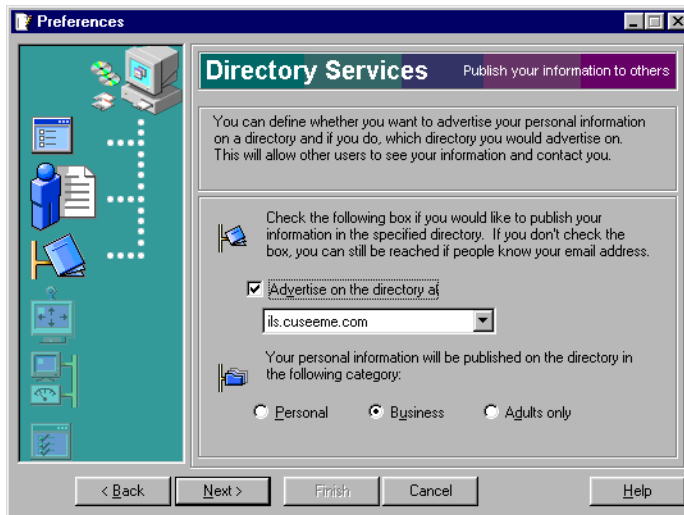 Preferences
Directory Services Publish your information to others
You can define whether you want to advertise your personal information
on a directory and if you do, which directory you would advertise on.
This will allow other users to see your information and contact you.
Check the following box if you would like to publish your
information in the specified directory. If you don't check the
box, you can still be reached if people know your email address.
Advertise on the directory a
ils.cuseeme.com
Your personal information will be published on the directory in
the following category:
Personal Business Adults only
< Back Next > Finish Cancel Help